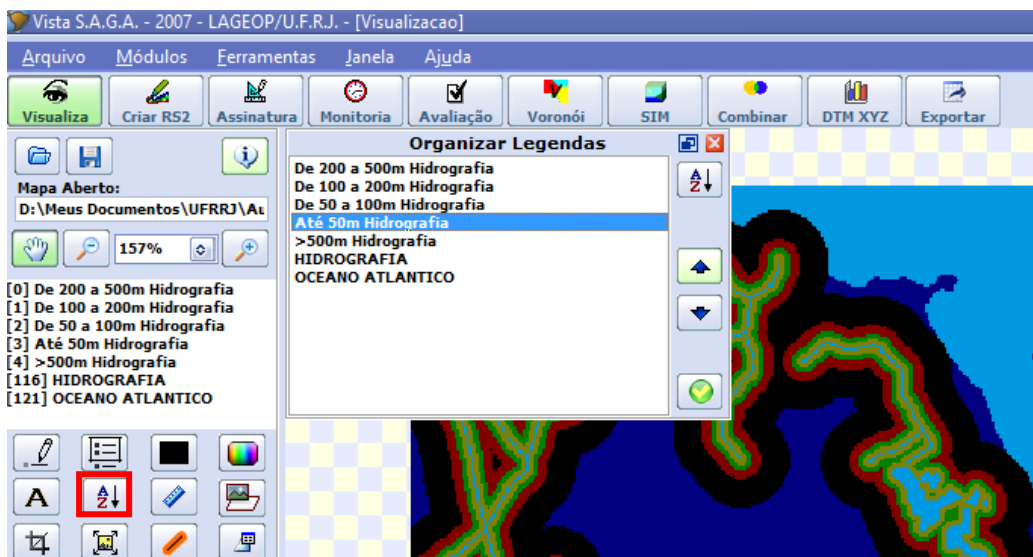 Vista S.A.G.A. - 2007 - LAGEOP/U.F.R.J. - [Visualizacao]
Arquivo Módulos Ferramentas Janela Ajuda
Visualiza Criar RS2 Assinatura Monitoria Avaliação Voronói SIM Combinar DTM XYZ Exportar
Mapa Aberto:
D:\Meus Documentos\UFRRJ\Au
157%
[0] De 200 a 500m Hidrografia
[1] De 100 a 200m Hidrografia
[2] De 50 a 100m Hidrografia
[3] Até 50m Hidrografia
[4] >500m Hidrografia
[116] HIDROGRAFIA
[121] OCEANO ATLANTICO
A
A
Z
Organizar Legendas
De 200 a 500m Hidrografia
De 100 a 200m Hidrografia
De 50 a 100m Hidrografia
Até 50m Hidrografia
>500m Hidrografia
HIDROGRAFIA
OCEANO ATLANTICO
A
Z